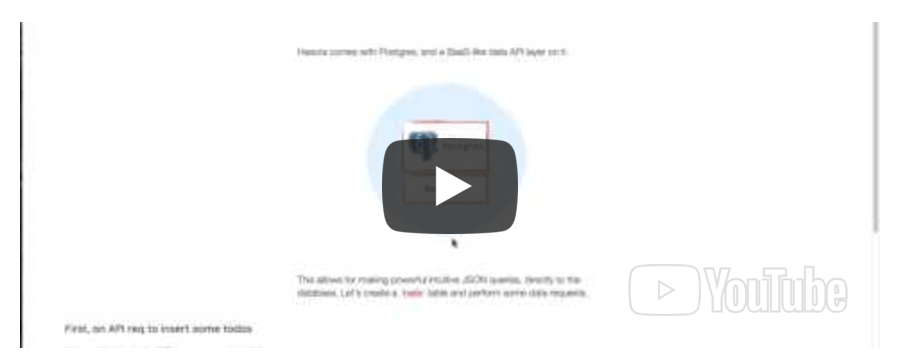 Hasura comes with Postgres, and a BaaS-like data API layer on it.
Postgres
This allows for making powerful intuitive JSON queries, directly to the
database. Let's create a `todo` table and perform some data requests.
YouTube
First, an API req to insert some todos